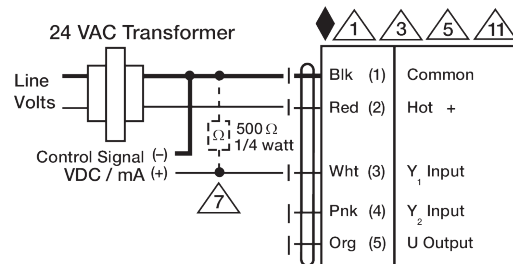 1 3 5 11
24 VAC Transformer
Line
Volts
Blk (1) Common
Red (2) Hot +
Ω 500 Ω
1/4 watt
Control Signal (–)
VDC / mA (+)
Wht (3) Y1 Input
7
Pnk (4) Y2 Input
Org (5) U Output